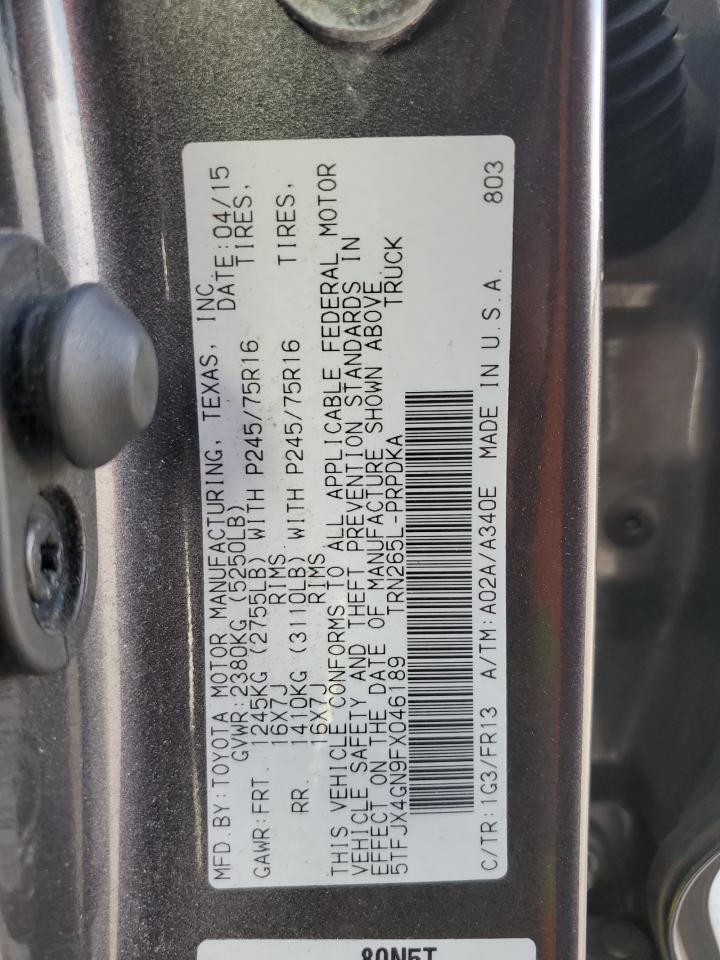 MFD.BY:TOYOTA MOTOR MANUFACTURING, TEXAS, INC.
GVWR:2380KG (5250LB) DATE:04/15
GAWR:FRT. 1245KG (2755LB) WITH P245/75R16 TIRES,
16X7J RIMS
RR. 1410KG (3110LB) WITH P245/75R16 TIRES,
16X7J RIMS
THIS VEHICLE CONFORMS TO ALL APPLICABLE FEDERAL MOTOR
VEHICLE SAFETY AND THEFT PREVENTION STANDARDS IN
EFFECT ON THE DATE OF MANUFACTURE SHOWN ABOVE.
5TFJX4GN9FX046189 TRN265L-PRPDKA TRUCK
C/TR:1G3/FR13 A/TM:A02A/A340E MADE IN U.S.A. 803